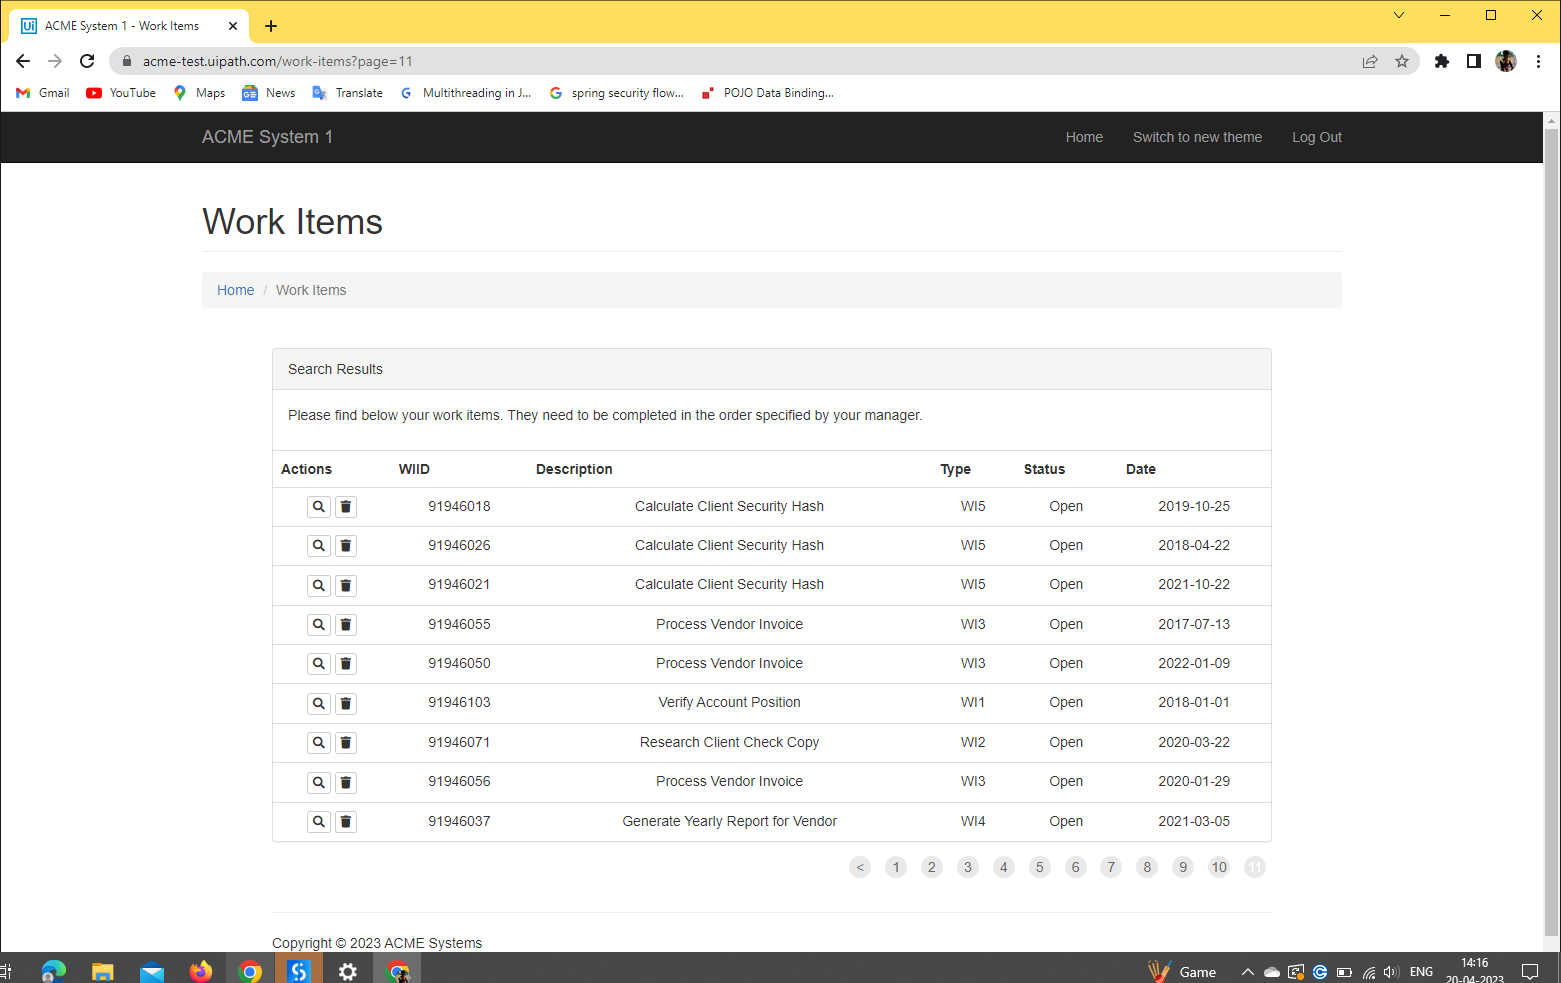 ACME System 1 - Work Items
acme-test.uipath.com/work-items?page=11
Gmail YouTube Maps News Translate Multithreading in J... spring security flow... POJO Data Binding...
ACME System 1 Home Switch to new theme Log Out
Work Items
Home / Work Items
Search Results
Please find below your work items. They need to be completed in the order specified by your manager.
Actions WIID Description Type Status Date
91946018 Calculate Client Security Hash WI5 Open 2019-10-25
91946026 Calculate Client Security Hash WI5 Open 2018-04-22
91946021 Calculate Client Security Hash WI5 Open 2021-10-22
91946055 Process Vendor Invoice WI3 Open 2017-07-13
91946050 Process Vendor Invoice WI3 Open 2022-01-09
91946103 Verify Account Position WI1 Open 2018-01-01
91946071 Research Client Check Copy WI2 Open 2020-03-22
91946056 Process Vendor Invoice WI3 Open 2020-01-29
91946037 Generate Yearly Report for Vendor WI4 Open 2021-03-05
< 1 2 3 4 5 6 7 8 9 10 11
Copyright © 2023 ACME Systems
Game ENG 14:16
20-04-2023